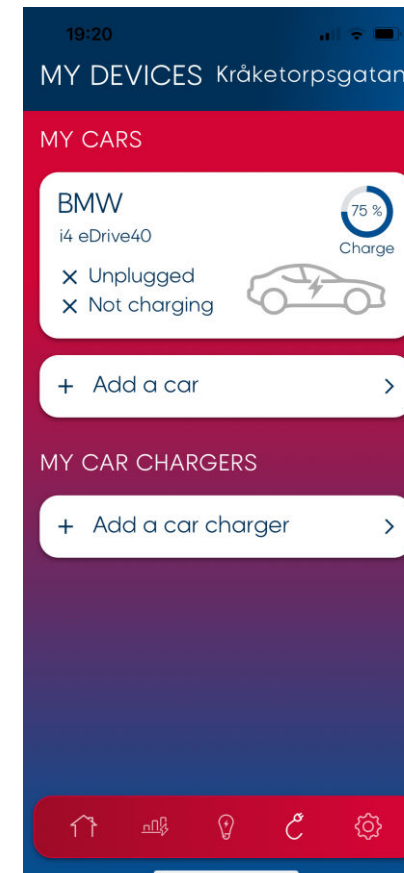 19:20
MY DEVICES Kråketorpsgatan
MY CARS
BMW
75 %
i4 eDrive40
Charge
× Unplugged
× Not charging
+ Add a car >
MY CAR CHARGERS
+ Add a car charger >